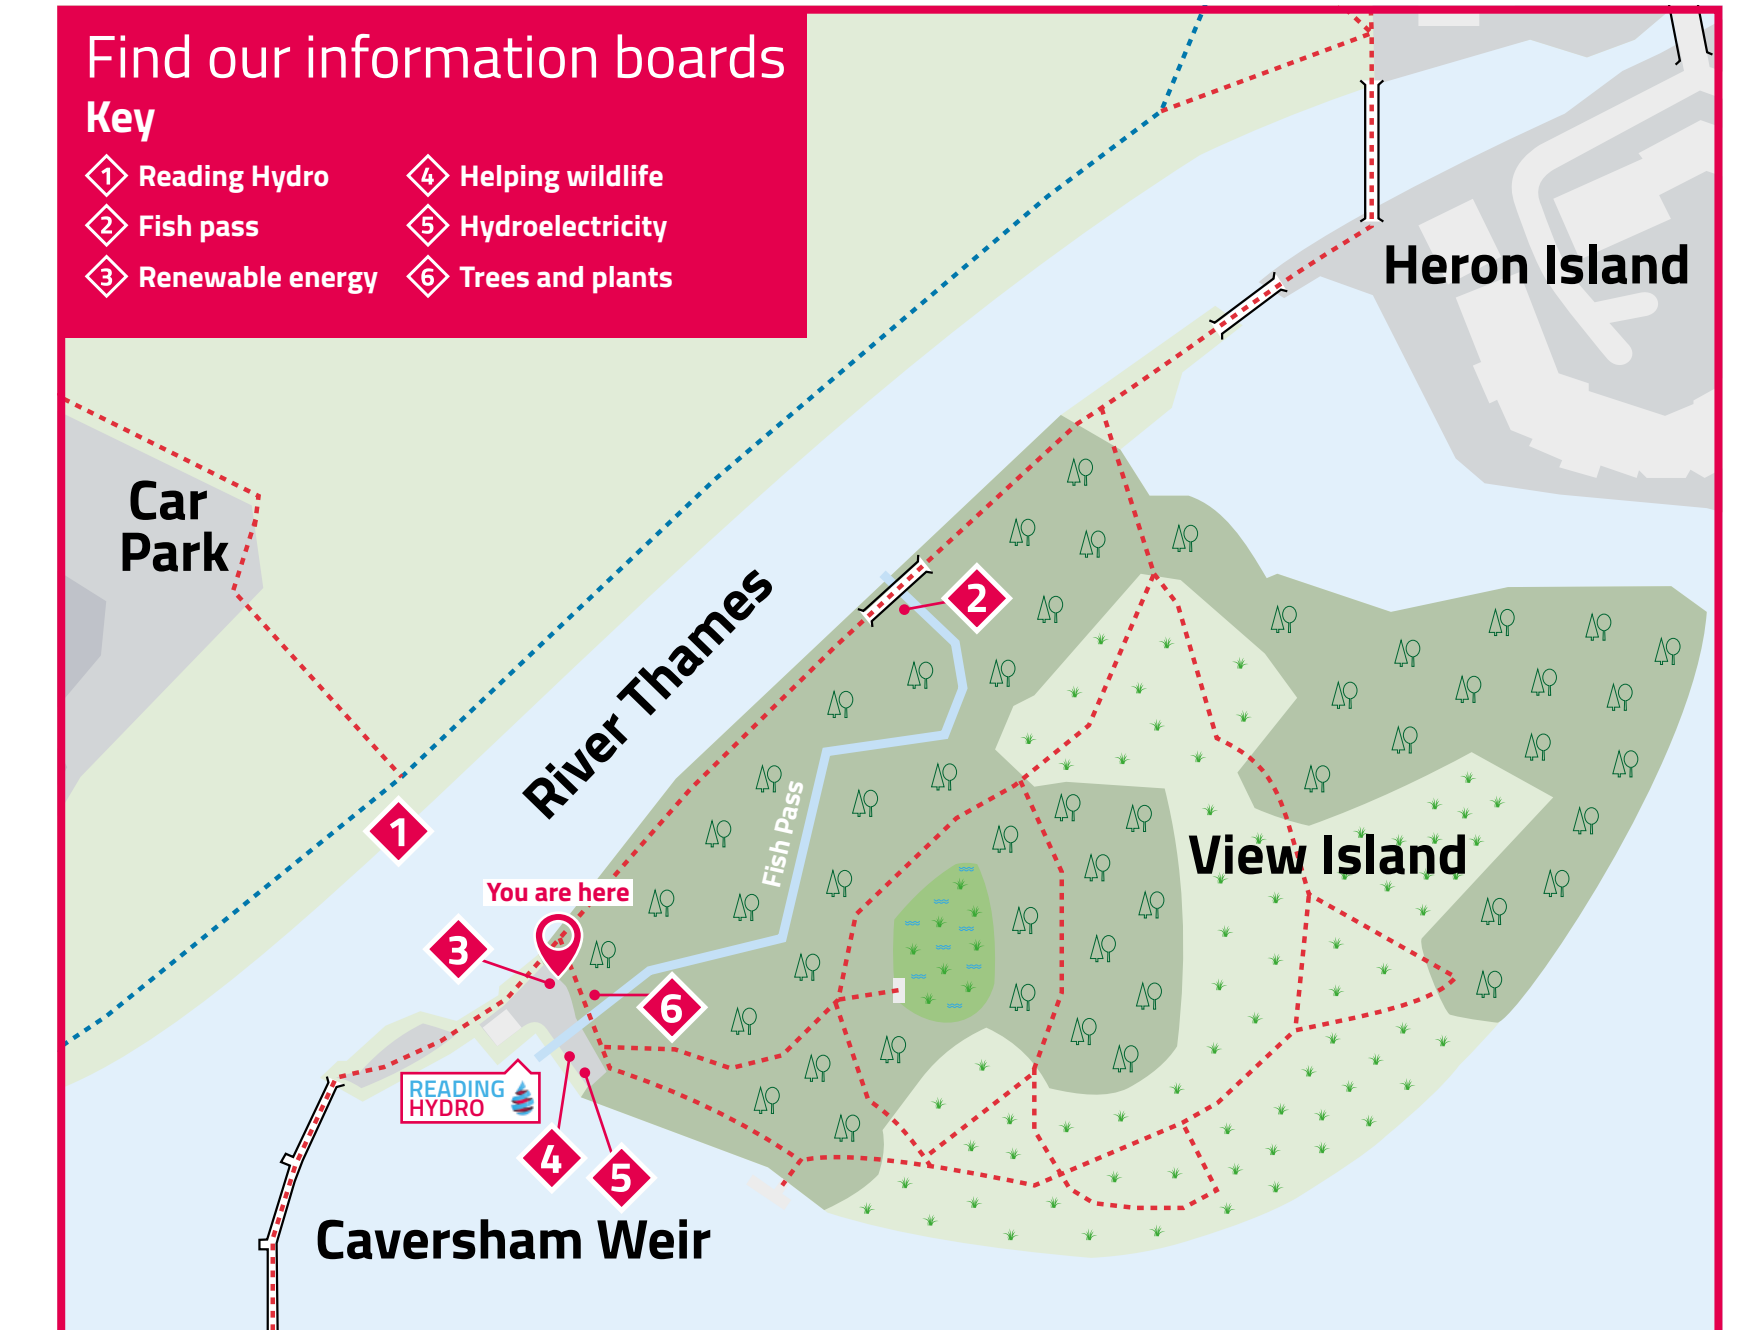 Find our information boards
Key
1 Reading Hydro
2 Fish pass
3 Renewable energy
4 Helping wildlife
5 Hydroelectricity
6 Trees and plants
Heron Island
Car
Park
River Thames
2
1
Fish Pass
View Island
You are here
3
6
READING
HYDRO
4
5
Caversham Weir